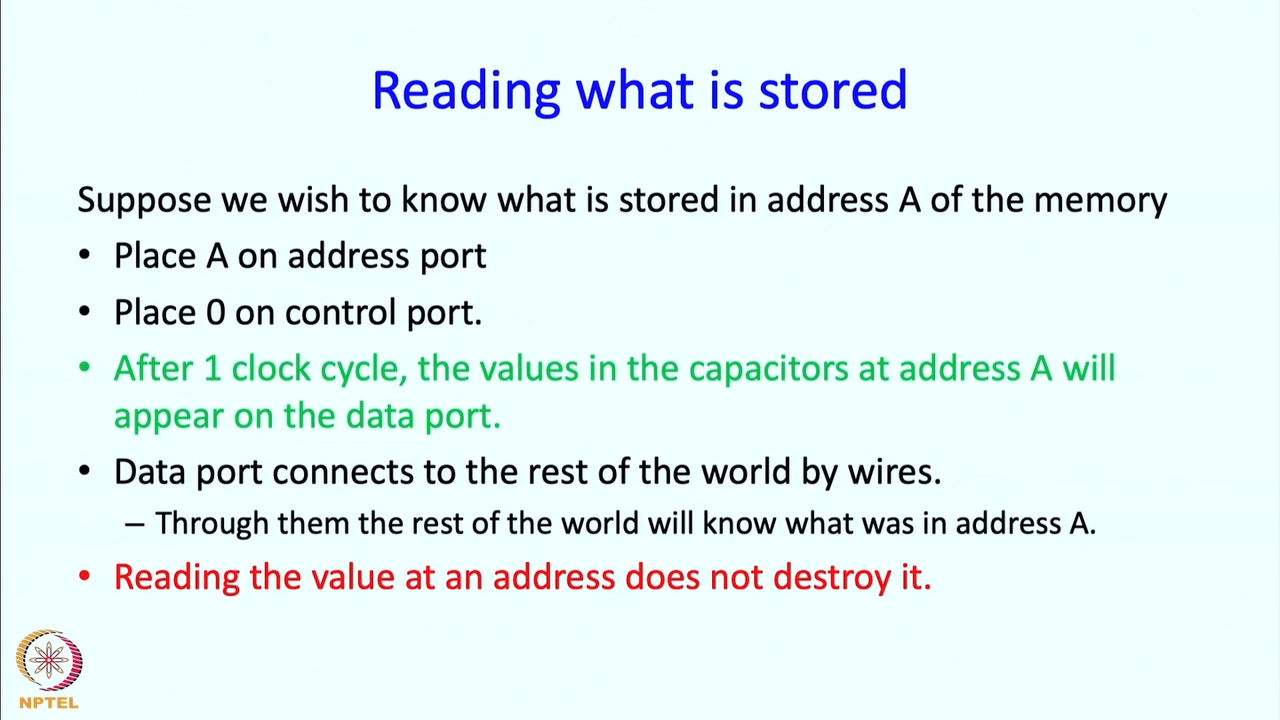 Reading what is stored
Suppose we wish to know what is stored in address A of the memory
• Place A on address port
• Place 0 on control port.
• After 1 clock cycle, the values in the capacitors at address A will
appear on the data port.
• Data port connects to the rest of the world by wires.
– Through them the rest of the world will know what was in address A.
• Reading the value at an address does not destroy it.
NPTEL